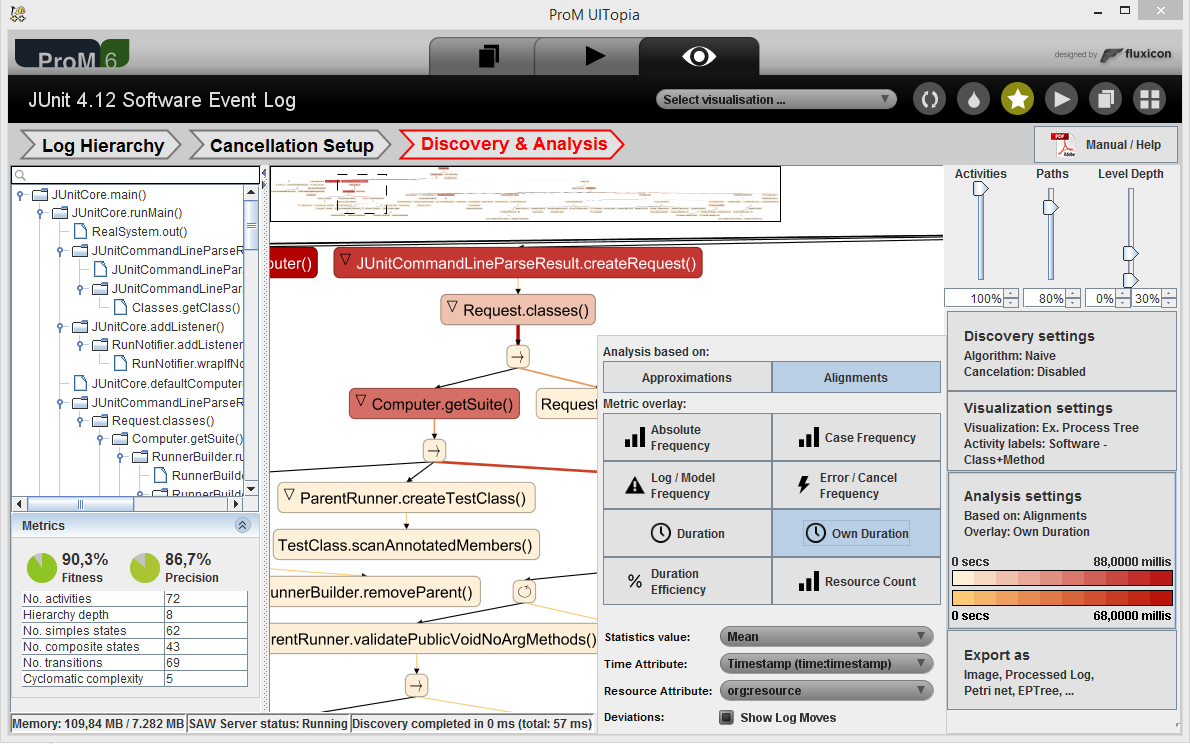 ProM UITopia
ProM 6
designed by fluxicon
JUnit 4.12 Software Event Log
Select visualisation ...
Log Hierarchy
Cancellation Setup
Discovery & Analysis
PDF
Adobe
Manual / Help
JUnitCore.main()
JUnitCore.runMain()
RealSystem.out()
JUnitCommandLineParseR
JUnitCommandLinePar
JUnitCommandLinePar
Classes.getClass()
JUnitCore.addListener()
RunNotifier.addListener
RunNotifier.wrapIfNo
JUnitCore.defaultComputer
JUnitCommandLineParseR
Request.classes()
Computer.getSuite()
RunnerBuilder.ru
RunnerBuilde
RunnerBuilde
Metrics
90,3%
Fitness
86,7%
Precision
No. activities 72
Hierarchy depth 8
No. simples states 62
No. composite states 43
No. transitions 69
Cyclomatic complexity 5
puter()
JUnitCommandLineParseResult.createRequest()
Request.classes()
Computer.getSuite()
Request
ParentRunner.createTestClass()
TestClass.scanAnnotatedMembers()
unnerBuilder.removeParent()
rentRunner.validatePublicVoidNoArgMethods()
Analysis based on:
Approximations
Alignments
Metric overlay:
Absolute Frequency
Case Frequency
Log / Model Frequency
Error / Cancel Frequency
Duration
Own Duration
Duration Efficiency
Resource Count
Statistics value: Mean
Time Attribute: Timestamp (time:timestamp)
Resource Attribute: org:resource
Deviations: Show Log Moves
Activities
Paths
Level Depth
100%
80%
0%
30%
Discovery settings
Algorithm: Naive
Cancelation: Disabled
Visualization settings
Visualization: Ex. Process Tree
Activity labels: Software -
Class+Method
Analysis settings
Based on: Alignments
Overlay: Own Duration
0 secs 88,0000 millis
0 secs 68,0000 millis
Export as
Image, Processed Log,
Petri net, EPTree, ...
Memory: 109,84 MB / 7.282 MB
SAW Server status: Running
Discovery completed in 0 ms (total: 57 ms)